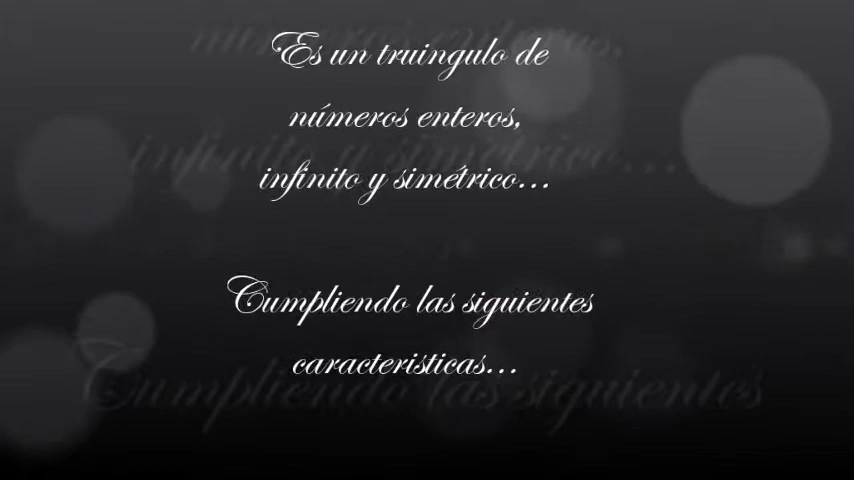 Es un truingulo de
números enteros,
infinito y simétrico...
Cumpliendo las siguientes
caracteristicas...